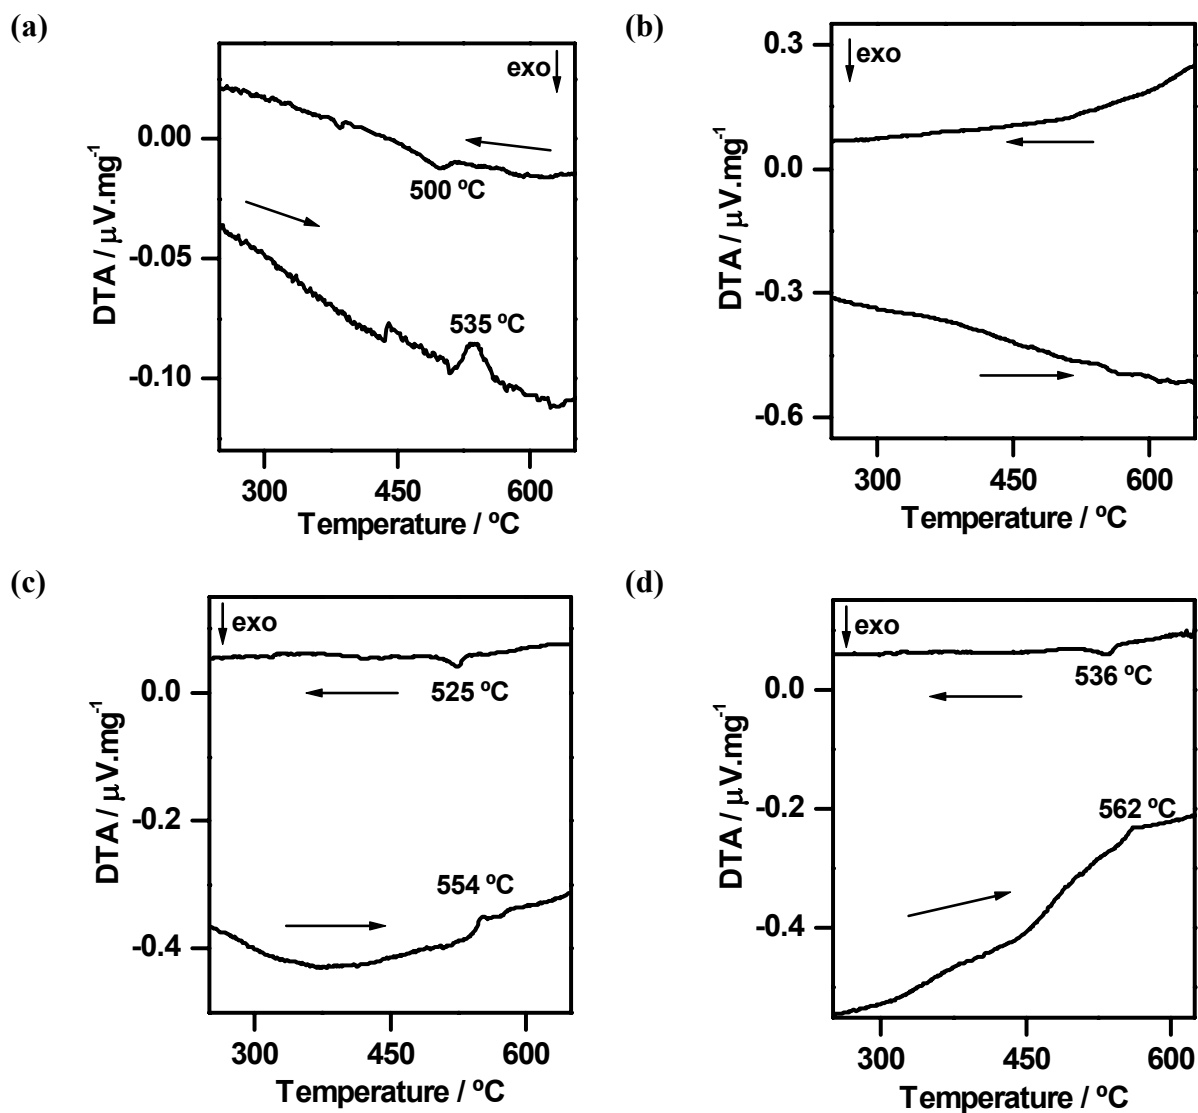 (a)
exo
0.00
-0.05
-0.10
500 ºC
535 ºC
300 450 600
DTA / μV.mg⁻¹
Temperature / ºC
(b)
exo
0.3
0.0
-0.3
-0.6
300 450 600
DTA / μV.mg⁻¹
Temperature / ºC
(c)
exo
0.0
-0.2
-0.4
525 ºC
554 ºC
300 450 600
DTA / μV.mg⁻¹
Temperature / ºC
(d)
exo
0.0
-0.2
-0.4
536 ºC
562 ºC
300 450 600
DTA / μV.mg⁻¹
Temperature / ºC